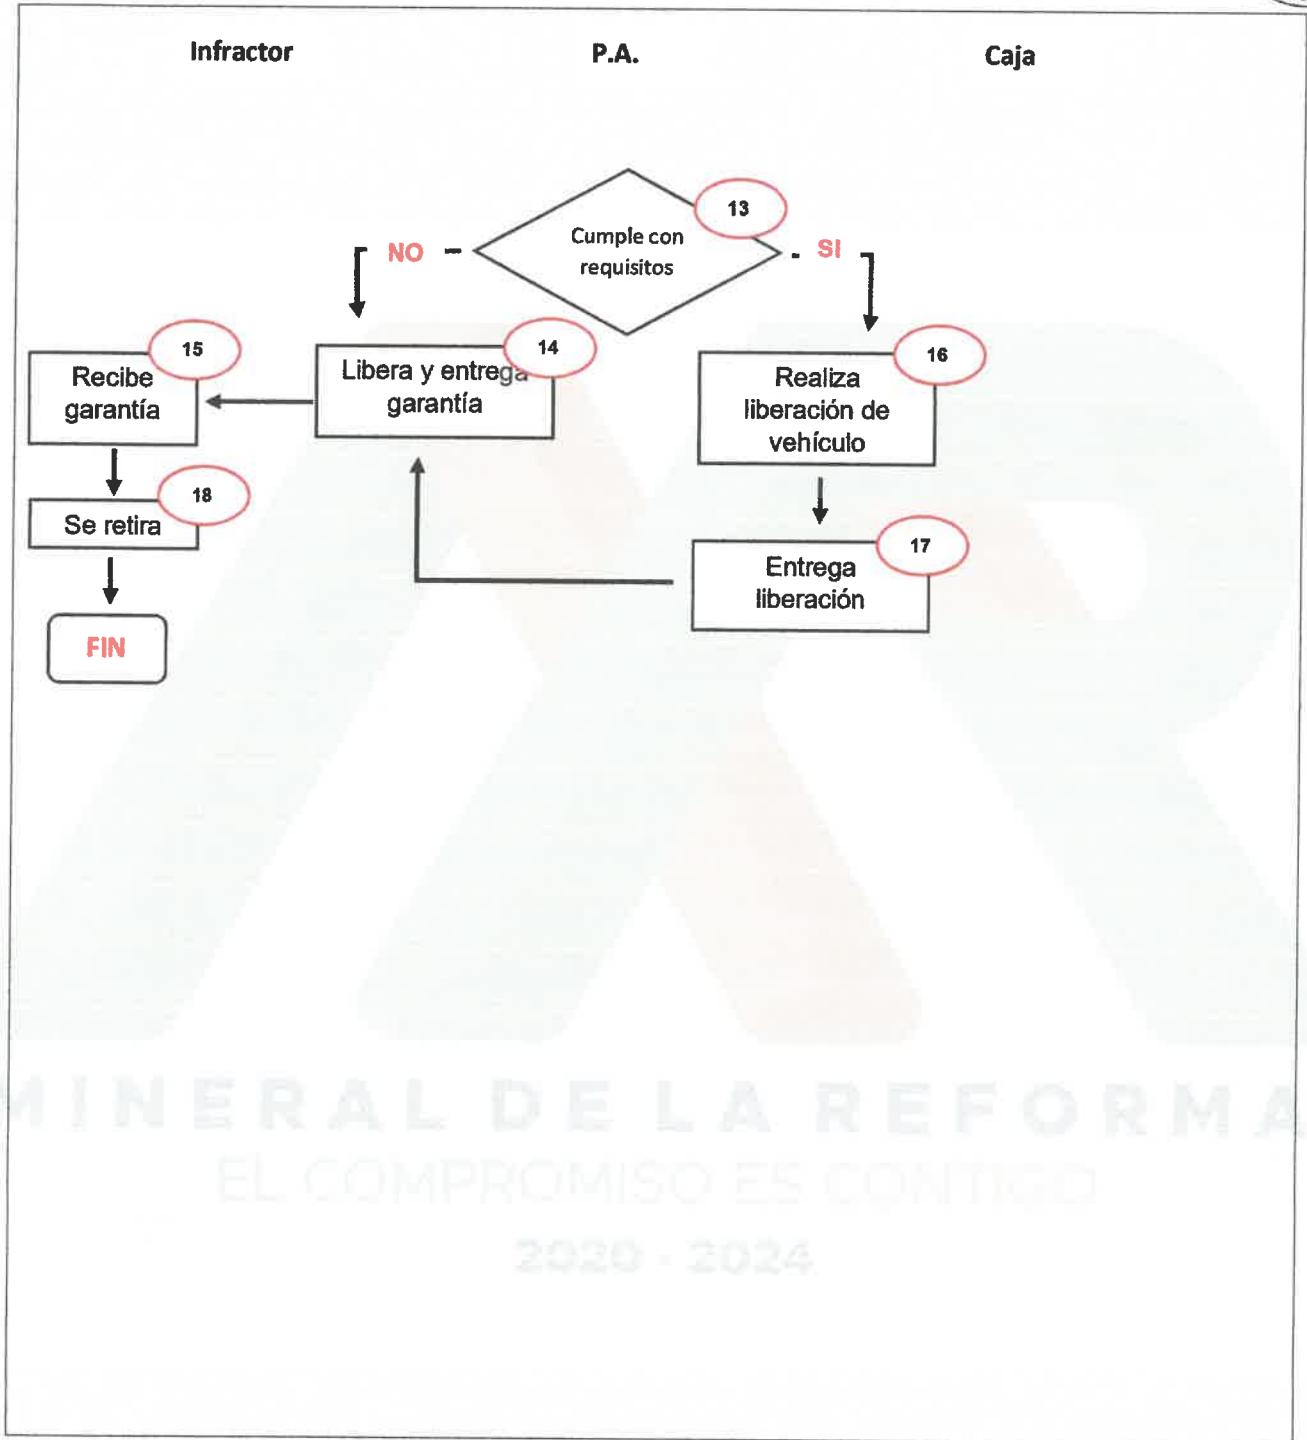 Infractor
P.A.
Caja
13
Cumple con
requisitos
NO
SI
15
Recibe
garantía
14
Libera y entrega
garantía
16
Realiza
liberación de
vehículo
18
Se retira
17
Entrega
liberación
FIN
MINERAL DE LA REFORMA
EL COMPROMISO ES CONTIGO
2020 - 2024